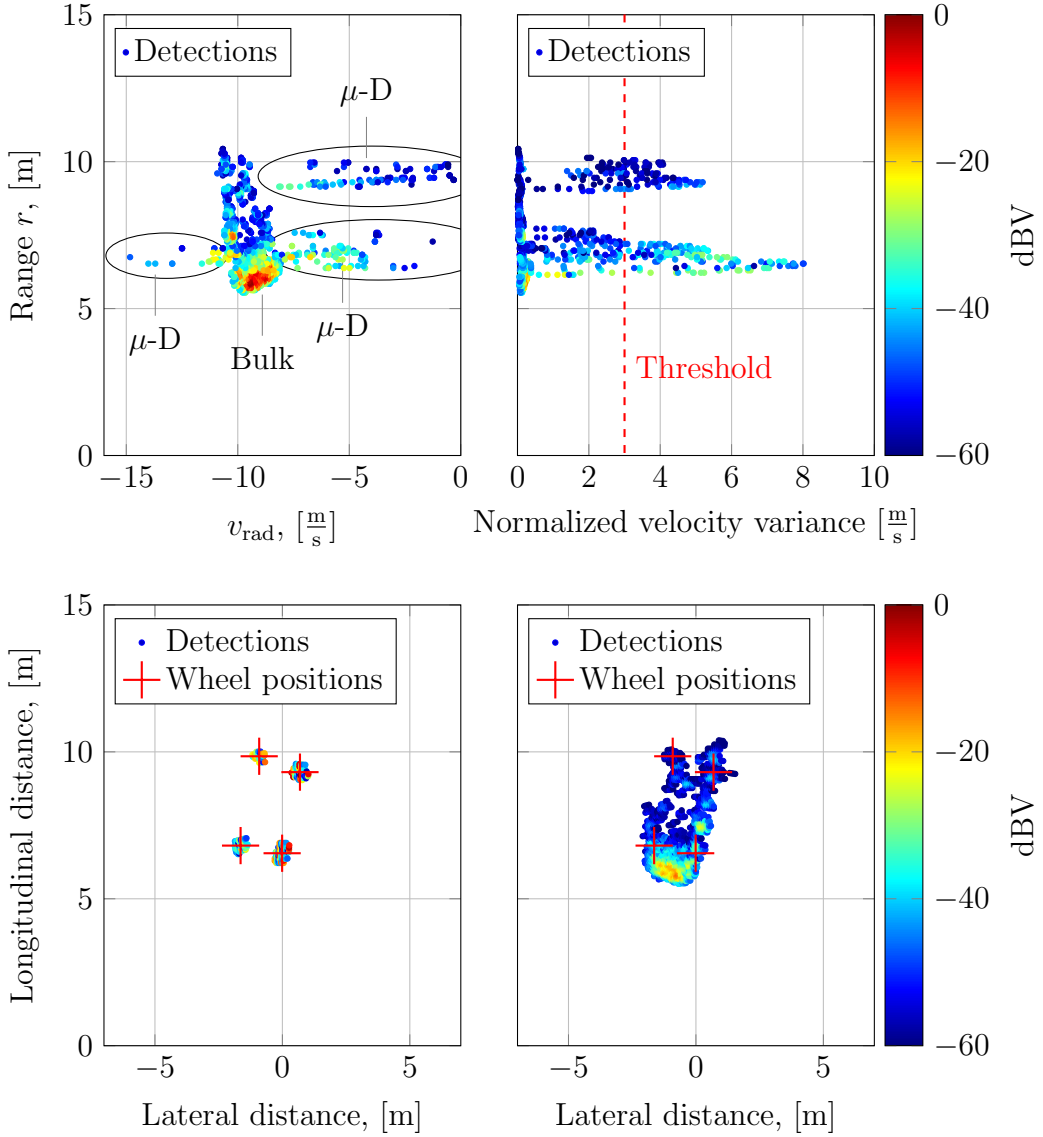 15
10
5
0
Range r, [m]
Detections
μ-D
μ-D
μ-D
Bulk
−15
−10
−5
0
v_rad, [m/s]
Detections
Threshold
0
2
4
6
8
10
Normalized velocity variance [m/s]
0
−20
−40
−60
dBV
15
10
5
0
Longitudinal distance, [m]
Detections
Wheel positions
−5
0
5
Lateral distance, [m]
Detections
Wheel positions
−5
0
5
Lateral distance, [m]
0
−20
−40
−60
dBV